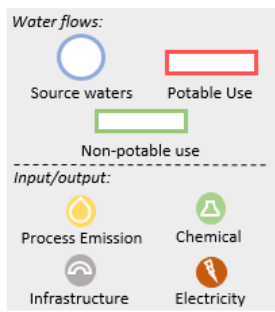 Water flows:
Source waters
Potable Use
Non-potable use
Input/output:
Process Emission
Chemical
Infrastructure
Electricity